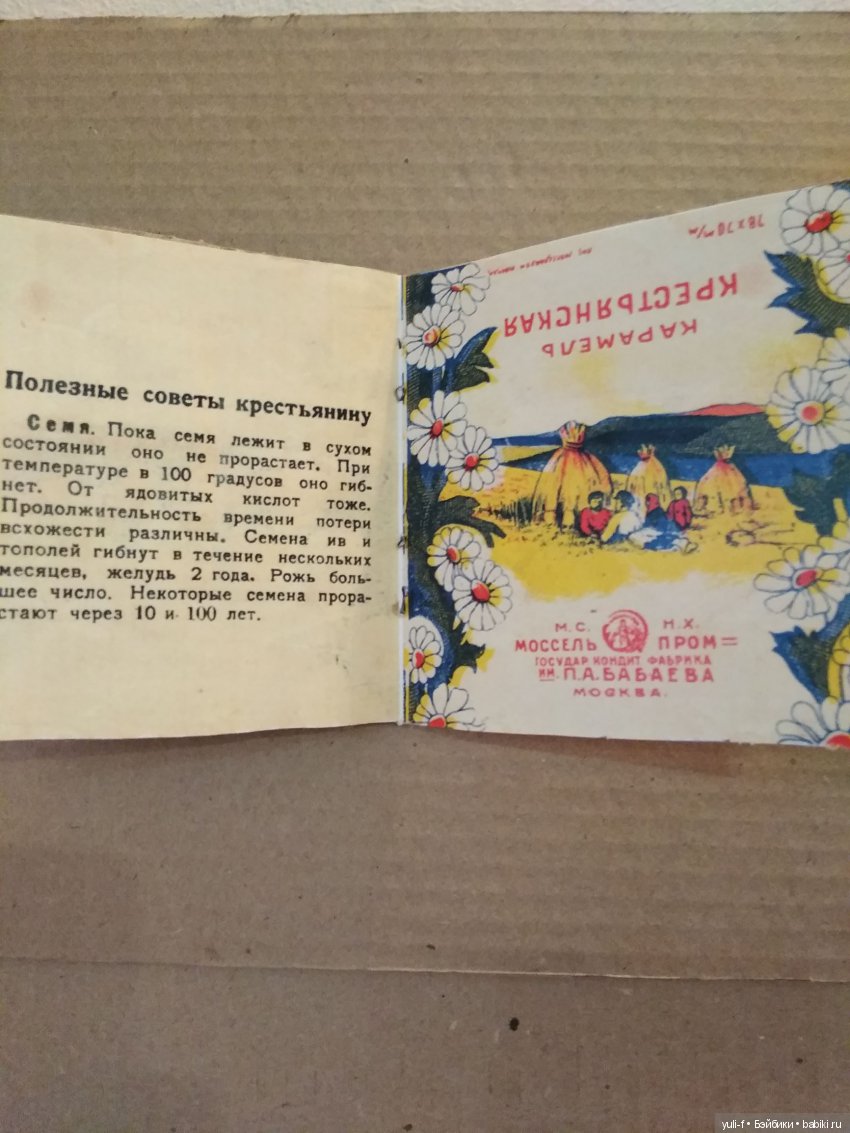 Полезные советы крестьянину
Семя. Пока семя лежит в сухом
состоянии оно не прорастает. При
температуре в 100 градусов оно гиб-
нет. От ядовитых кислот тоже.
Продолжительность времени потери
всхожести различны. Семена ив и
тополей гибнут в течение нескольких
месяцев, желудь 2 года. Рожь боль-
шее число. Некоторые семена прора-
стают через 10 и 100 лет.
78 x 70 m/m
КАРАМЕЛЬ
КРЕСТЬЯНСКАЯ
М.С. Н.Х.
МОССЕЛЬ ПРОМ=
ГОСУДАР КОНДИТ ФАБРИКА
ИМ. П.А.БАБАЕВА
МОСКВА.
yuli-f • Бэйбики • babiki.ru